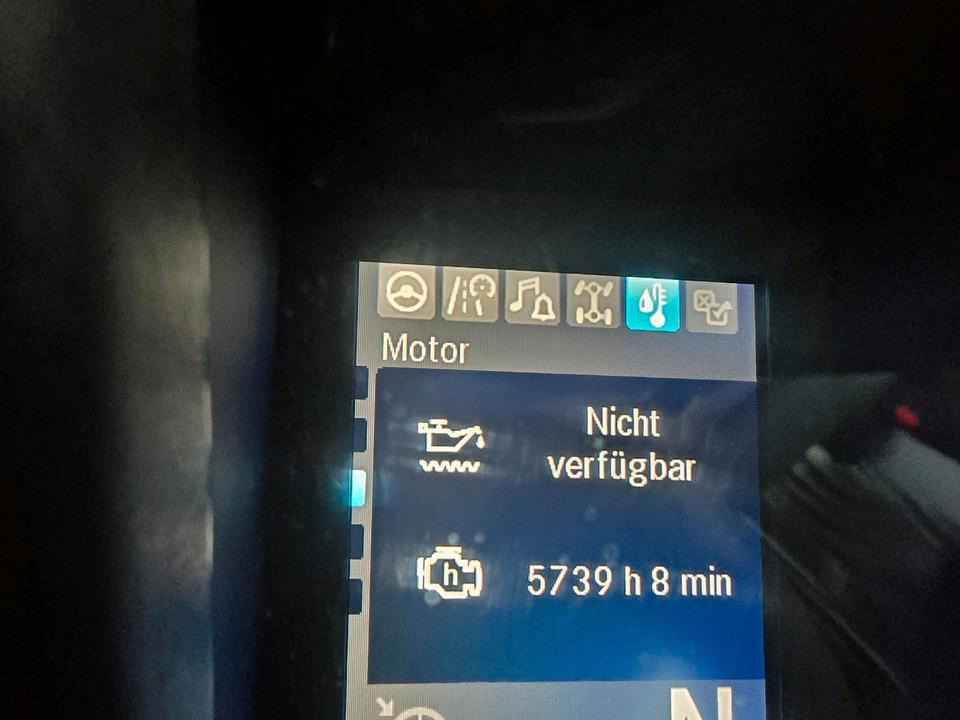 Motor
Nicht
verfügbar
h
5739 h 8 min
N